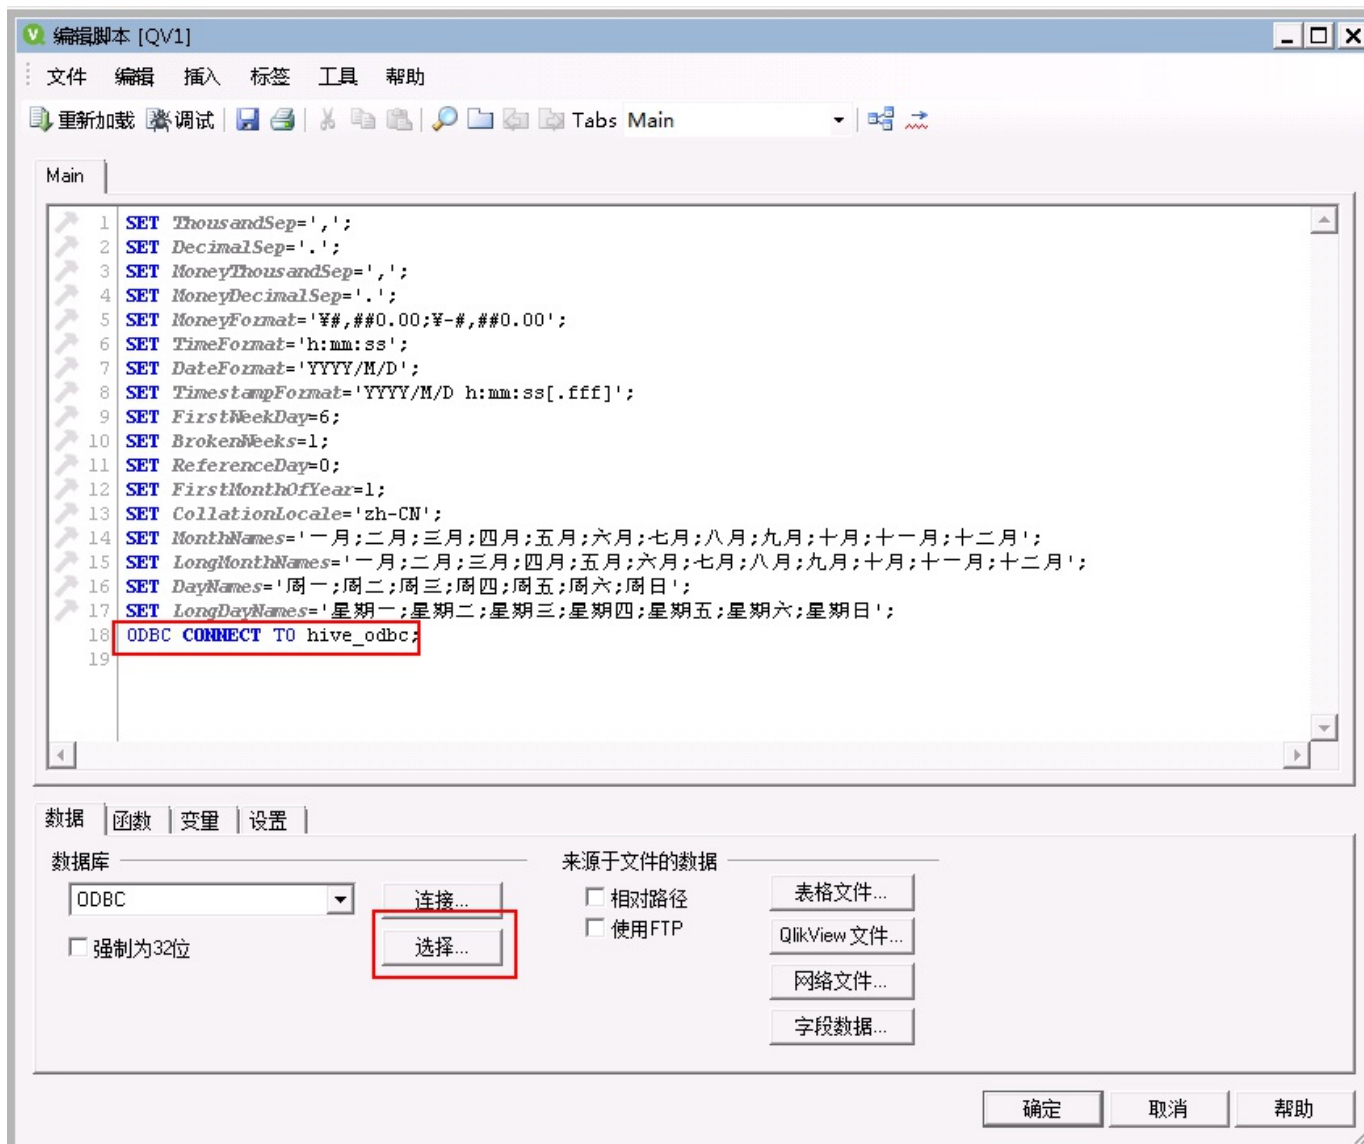 编辑脚本 [QV1]
文件 编辑 插入 标签 工具 帮助
重新加载 调试 Tabs Main
Main
1 SET ThousandSep=',';
2 SET DecimalSep='.';
3 SET MoneyThousandSep=',';
4 SET MoneyDecimalSep='.';
5 SET MoneyFormat='¥#,##0.00;¥-#,##0.00';
6 SET TimeFormat='h:mm:ss';
7 SET DateFormat='YYYY/M/D';
8 SET TimestampFormat='YYYY/M/D h:mm:ss[.fff]';
9 SET FirstWeekDay=6;
10 SET BrokenWeeks=1;
11 SET ReferenceDay=0;
12 SET FirstMonthOfYear=1;
13 SET CollationLocale='zh-CN';
14 SET MonthNames='一月;二月;三月;四月;五月;六月;七月;八月;九月;十月;十一月;十二月';
15 SET LongMonthNames='一月;二月;三月;四月;五月;六月;七月;八月;九月;十月;十一月;十二月';
16 SET DayNames='周一;周二;周三;周四;周五;周六;周日';
17 SET LongDayNames='星期一;星期二;星期三;星期四;星期五;星期六;星期日';
18 ODBC CONNECT TO hive_odbc;
19
数据 函数 变量 设置
数据库 来源于文件的数据
ODBC 连接... 相对路径 表格文件...
强制为32位 选择... 使用FTP QlikView 文件...
网络文件...
字段数据...
确定 取消 帮助